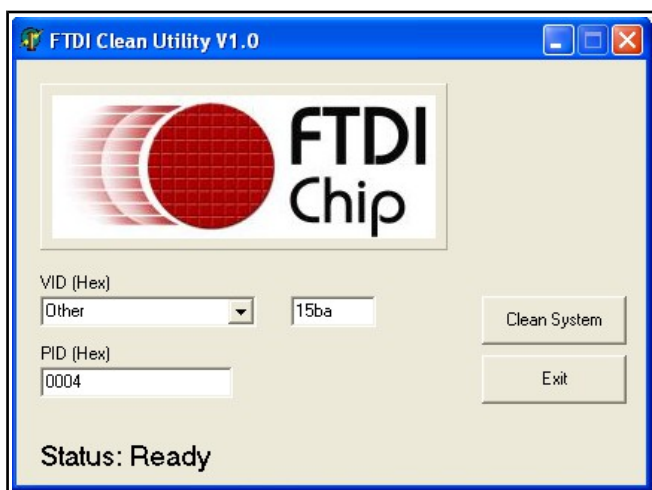 FTDI Clean Utility V1.0
FTDI
Chip
VID (Hex)
Other
15ba
Clean System
PID (Hex)
0004
Exit
Status: Ready